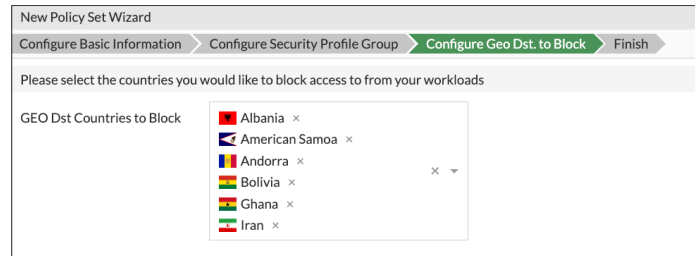 New Policy Set Wizard
Configure Basic Information Configure Security Profile Group Configure Geo Dst. to Block Finish
Please select the countries you would like to block access to from your workloads
GEO Dst Countries to Block
Albania ×
American Samoa ×
Andorra ×
Bolivia ×
Ghana ×
Iran ×